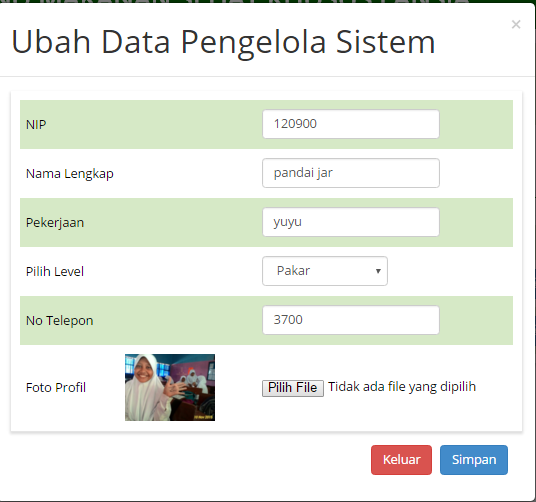 ×
Ubah Data Pengelola Sistem
NIP 120900
Nama Lengkap pandai jar
Pekerjaan yuyu
Pilih Level Pakar
No Telepon 3700
Foto Profil Pilih File Tidak ada file yang dipilih
Keluar Simpan